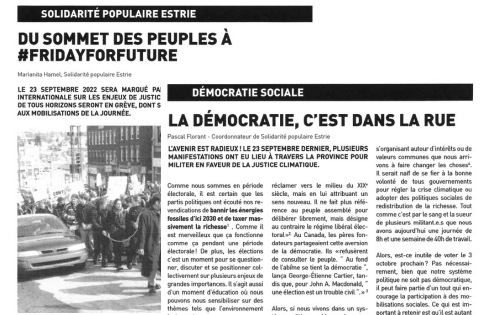 SOLIDARITÉ POPULAIRE ESTRIE
DU SOMMET DES PEUPLES À
#FRIDAYFORFUTURE
Marianita Hamel, Solidarité populaire Estrie
LE 23 SEPTEMBRE 2022 SERA MARQUÉ PA
INTERNATIONALE SUR LES ENJEUX DE JUSTIC
DE TOUS HORIZONS SERONT EN GRÈVE, DONT S
AUX MOBILISATIONS DE LA JOURNÉE.
DÉMOCRATIE SOCIALE
LA DÉMOCRATIE, C'EST DANS LA RUE
Pascal Florant - Coordonnateur de Solidarité populaire Estrie
L'AVENIR EST RADIEUX ! LE 23 SEPTEMBRE DERNIER, PLUSIEURS
MANIFESTATIONS ONT EU LIEU À TRAVERS LA PROVINCE POUR
MILITER EN FAVEUR DE LA JUSTICE CLIMATIQUE.
Comme nous sommes en période
électorale, il est certain que les
partis politiques ont écouté nos re-
vendications de bannir les énergies
fossiles d'ici 2030 et de taxer mas-
sivement la richesse¹ . Comme il
est merveilleux que ça fonctionne
comme ça pendant une période
électorale! De plus, les élections
c'est un moment pour se question-
ner, discuter et se positionner col-
lectivement sur plusieurs enjeux de
grandes importances. Il s'agit aussi
d'un moment d'éducation où nous
pouvons nous sensibiliser sur des
thèmes tels que l'environnement
réclamer vers le milieu du XIXᵉ
siècle, mais en lui attribuant un
sens nouveau. Il ne fait plus référence
au peuple assemblé pour
délibérer librement, mais désigne
au contraire le régime libéral élec-
toral»² Au Canada, les pères fon-
dateurs partageaient cette aversion
de la démocratie. Ils «refusèrent
de consulter le peuple. " Au fond
de l'abîme se tient la démocratie ",
lança George-Étienne Cartier, tan-
dis que, pour John A. Macdonald, "
une élection est un trouble civil ".» ³
Alors, si nous vivons dans un sys-
s'organisant autour d'intérêts ou de
valeurs communes que nous arri-
vons à faire changer les choses⁴.
Il serait naïf de se fier à la bonne
volonté de tous gouvernements
pour régler la crise climatique ou
adopter des politiques sociales de
redistribution de la richesse. Tout
comme c'est par le sang et la sueur
de plusieurs militant.e.s que nous
avons aujourd'hui une journée de
8h et une semaine de 40h de travail.
Alors, est-ce inutile de voter le 3
octobre prochain? Pas nécessai-
rement, bien que notre système
politique ne soit pas démocratique,
il peut faire partie d'un tout qui en-
courage la participation à des mo-
bilisations sociales. Ce qui est im-
portant à retenir est qu'il est autant